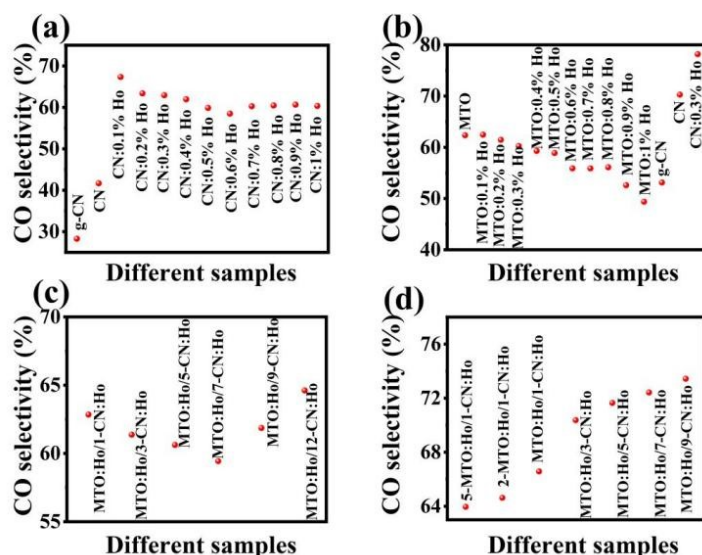 (a)
CO selectivity (%)
70
60
50
40
30
g-CN
CN
CN:0.1% Ho
CN:0.2% Ho
CN:0.3% Ho
CN:0.4% Ho
CN:0.5% Ho
CN:0.6% Ho
CN:0.7% Ho
CN:0.8% Ho
CN:0.9% Ho
CN:1% Ho
Different samples
(b)
CO selectivity (%)
80
70
60
50
40
MTO
MTO:0.1% Ho
MTO:0.2% Ho
MTO:0.3% Ho
MTO:0.4% Ho
MTO:0.5% Ho
MTO:0.6% Ho
MTO:0.7% Ho
MTO:0.8% Ho
MTO:0.9% Ho
MTO:1% Ho
g-CN
CN
CN:0.3% Ho
Different samples
(c)
CO selectivity (%)
70
65
60
55
MTO:Ho/1-CN:Ho
MTO:Ho/3-CN:Ho
MTO:Ho/5-CN:Ho
MTO:Ho/7-CN:Ho
MTO:Ho/9-CN:Ho
MTO:Ho/12-CN:Ho
Different samples
(d)
CO selectivity (%)
76
72
68
64
5-MTO:Ho/1-CN:Ho
2-MTO:Ho/1-CN:Ho
MTO:Ho/1-CN:Ho
MTO:Ho/3-CN:Ho
MTO:Ho/5-CN:Ho
MTO:Ho/7-CN:Ho
MTO:Ho/9-CN:Ho
Different samples